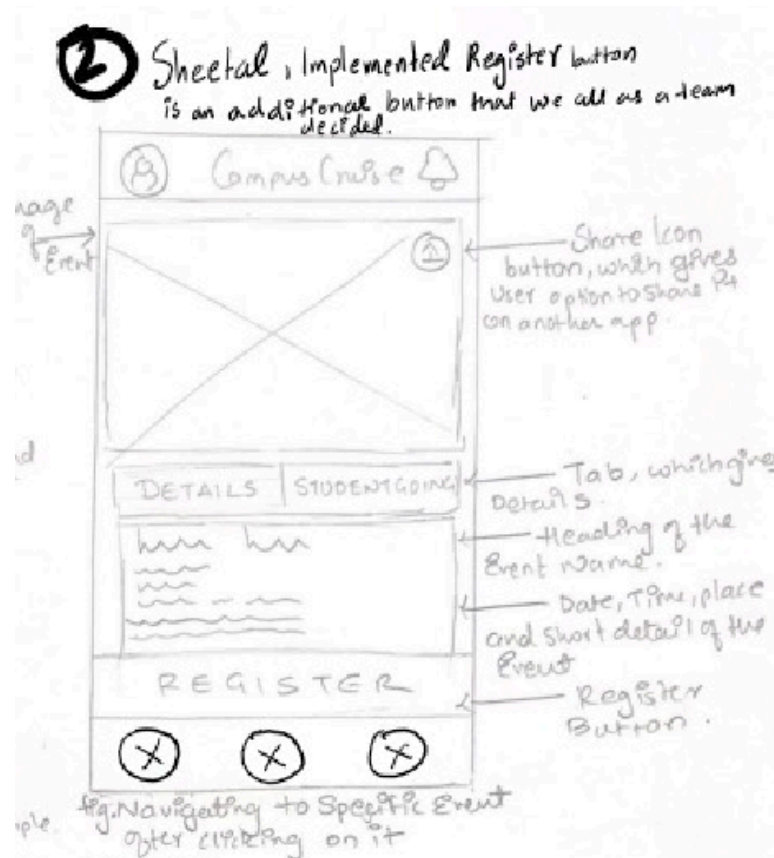 2 Sheetal, Implemented Register button
is an additional button that we all as a team
decided.
Campus Cruise
Event
Share Icon
button, which gives
User option to share it
on another app.
DETAILS
STUDENT GOING
Tab, which give
Details.
Heading of the
Event Name.
Date, Time, place
and short detail of the
Event
REGISTER
Register
Button.
fig. Navigating to Specific Event
after clicking on it